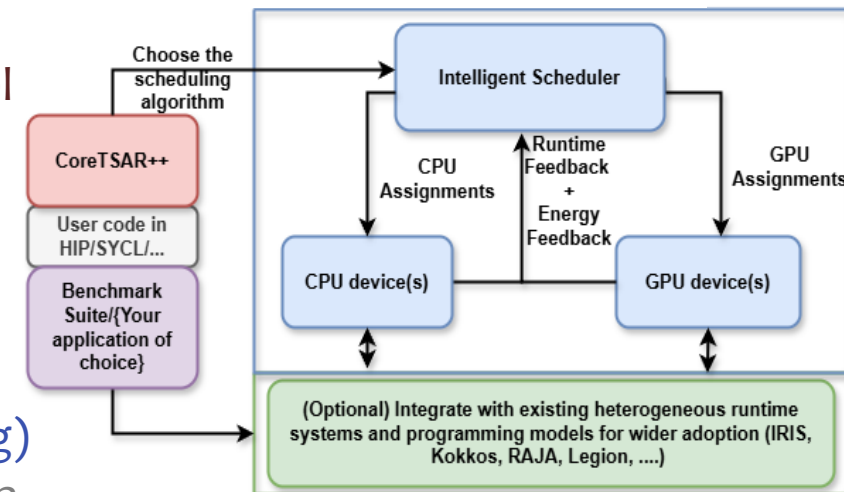 Choose the
scheduling
algorithm
Intelligent Scheduler
CoreTSAR++
User code in
HIP/SYCL/...
Benchmark
Suite/{Your
application of
choice}
CPU
Assignments
Runtime
Feedback
+
Energy
Feedback
GPU
Assignments
CPU device(s)
GPU device(s)
(Optional) Integrate with existing heterogeneous runtime
systems and programming models for wider adoption (IRIS,
Kokkos, RAJA, Legion, ....)
g)